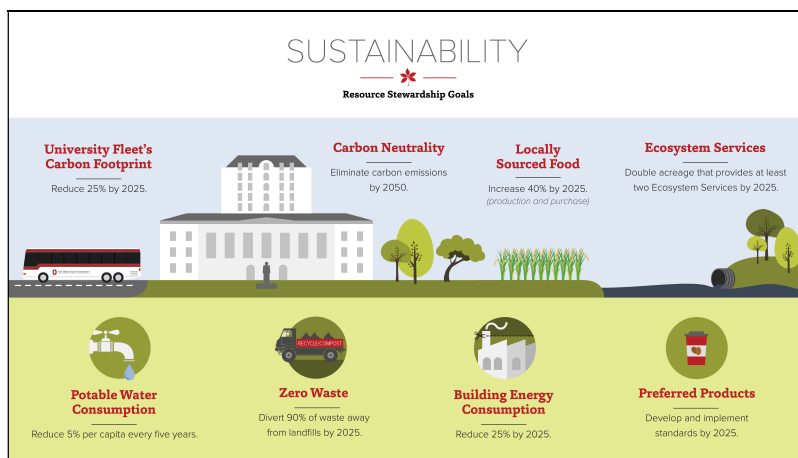 SUSTAINABILITY
Resource Stewardship Goals
University Fleet's
Carbon Footprint
Reduce 25% by 2025.
Carbon Neutrality
Eliminate carbon emissions
by 2050.
Locally
Sourced Food
Increase 40% by 2025.
(production and purchase)
Ecosystem Services
Double acreage that provides at least
two Ecosystem Services by 2025.
RECYCLE/COMPOST
Potable Water
Consumption
Reduce 5% per capita every five years.
Zero Waste
Divert 90% of waste away
from landfills by 2025.
Building Energy
Consumption
Reduce 25% by 2025.
Preferred Products
Develop and implement
standards by 2025.